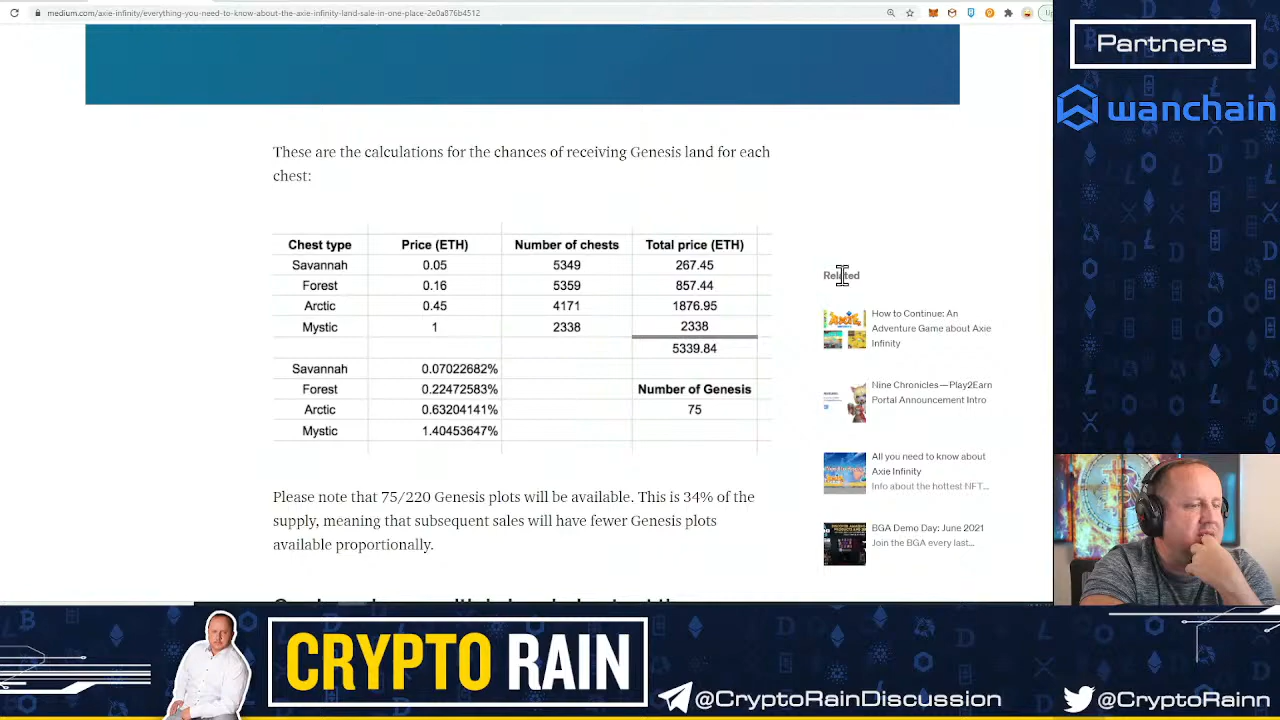 medium.com/axie-infinity/everything-you-need-to-know-about-the-axie-infinity-land-sale-in-one-place-2e0a876b4512
Partners
wanchain
These are the calculations for the chances of receiving Genesis land for each
chest:
Chest type Price (ETH) Number of chests Total price (ETH)
Savannah 0.05 5349 267.45
Forest 0.16 5359 857.44
Arctic 0.45 4171 1876.95
Mystic 1 2338 2338
5339.84
Savannah 0.07022682%
Forest 0.22472583% Number of Genesis
Arctic 0.63204141% 75
Mystic 1.40453647%
Related
How to Continue: An
Adventure Game about Axie
Infinity
Nine Chronicles — Play2Earn
Portal Announcement Intro
All you need to know about
Axie Infinity
Info about the hottest NFT...
BGA Demo Day: June 2021
Join the BGA every last...
Please note that 75/220 Genesis plots will be available. This is 34% of the
supply, meaning that subsequent sales will have fewer Genesis plots
available proportionally.
CRYPTO RAIN
@CryptoRainDiscussion
@CryptoRainn